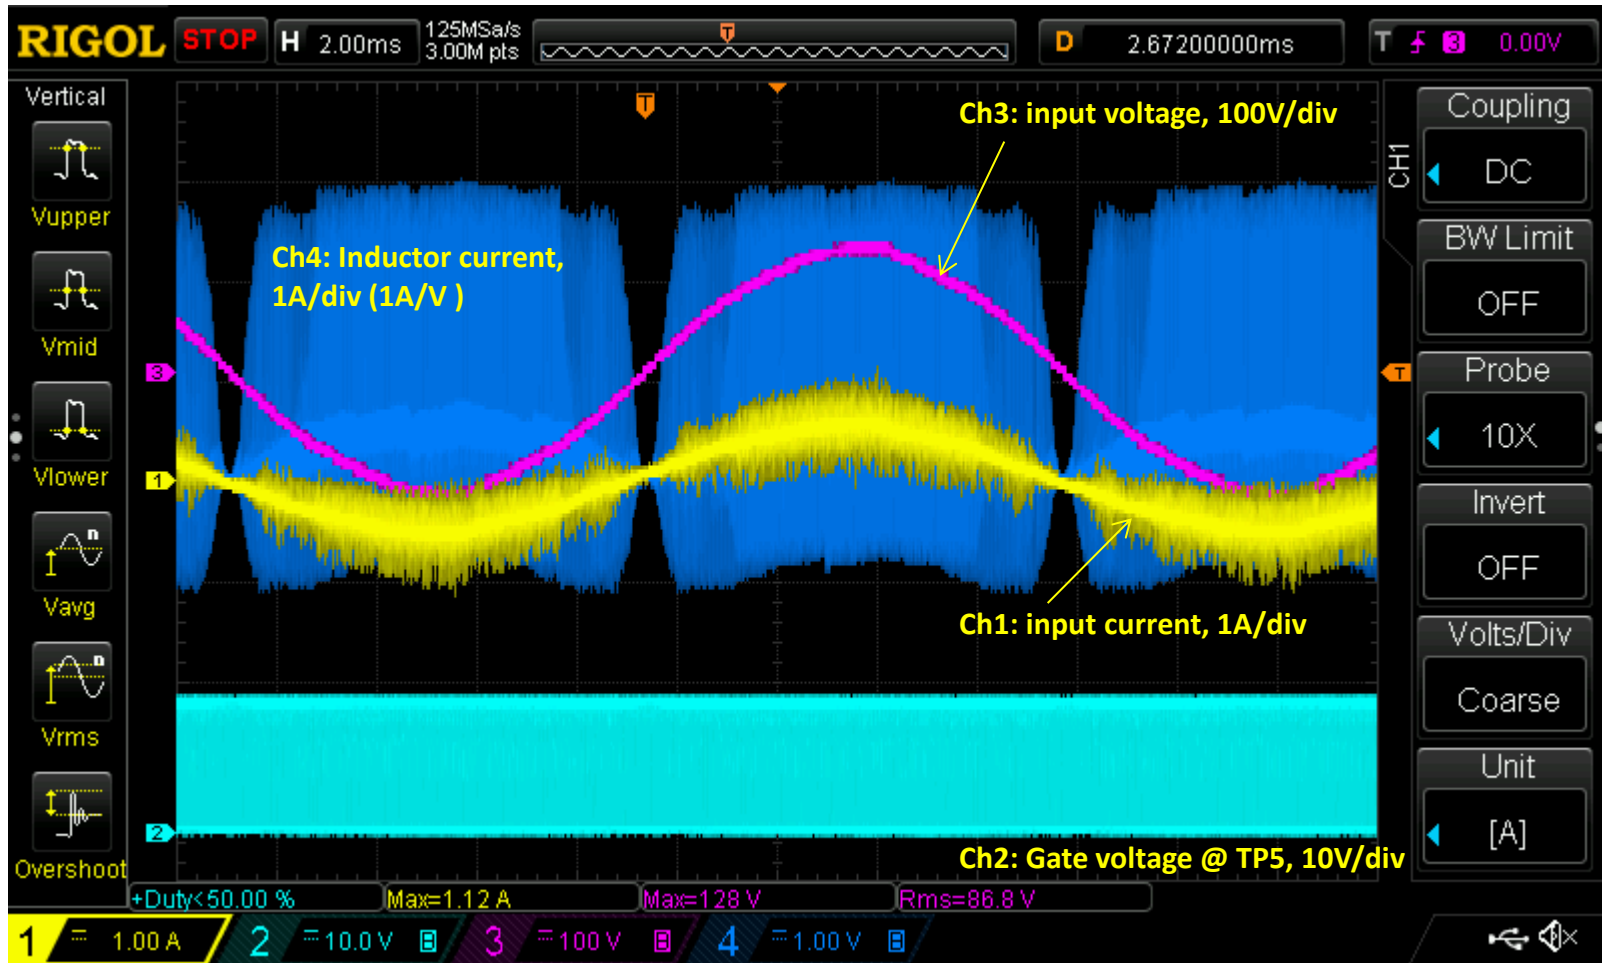 RIGOL STOP H 2.00ms 125MSa/s
3.00M pts
T
D 2.67200000ms T 3 0.00V
Vertical
Vupper
Vmid
Vlower
n
Vavg
n
Vrms
Overshoot
T
Ch3: input voltage, 100V/div
Ch4: Inductor current,
1A/div (1A/V )
3
1
T
Ch1: input current, 1A/div
2
Ch2: Gate voltage @ TP5, 10V/div
CH1
Coupling
DC
BW Limit
OFF
Probe
10X
Invert
OFF
Volts/Div
Coarse
Unit
[A]
+Duty<50.00 % Max=1.12 A Max=128 V Rms=86.8 V
1 1.00 A 2 10.0 V B 3 100 V B 4 1.00 V B